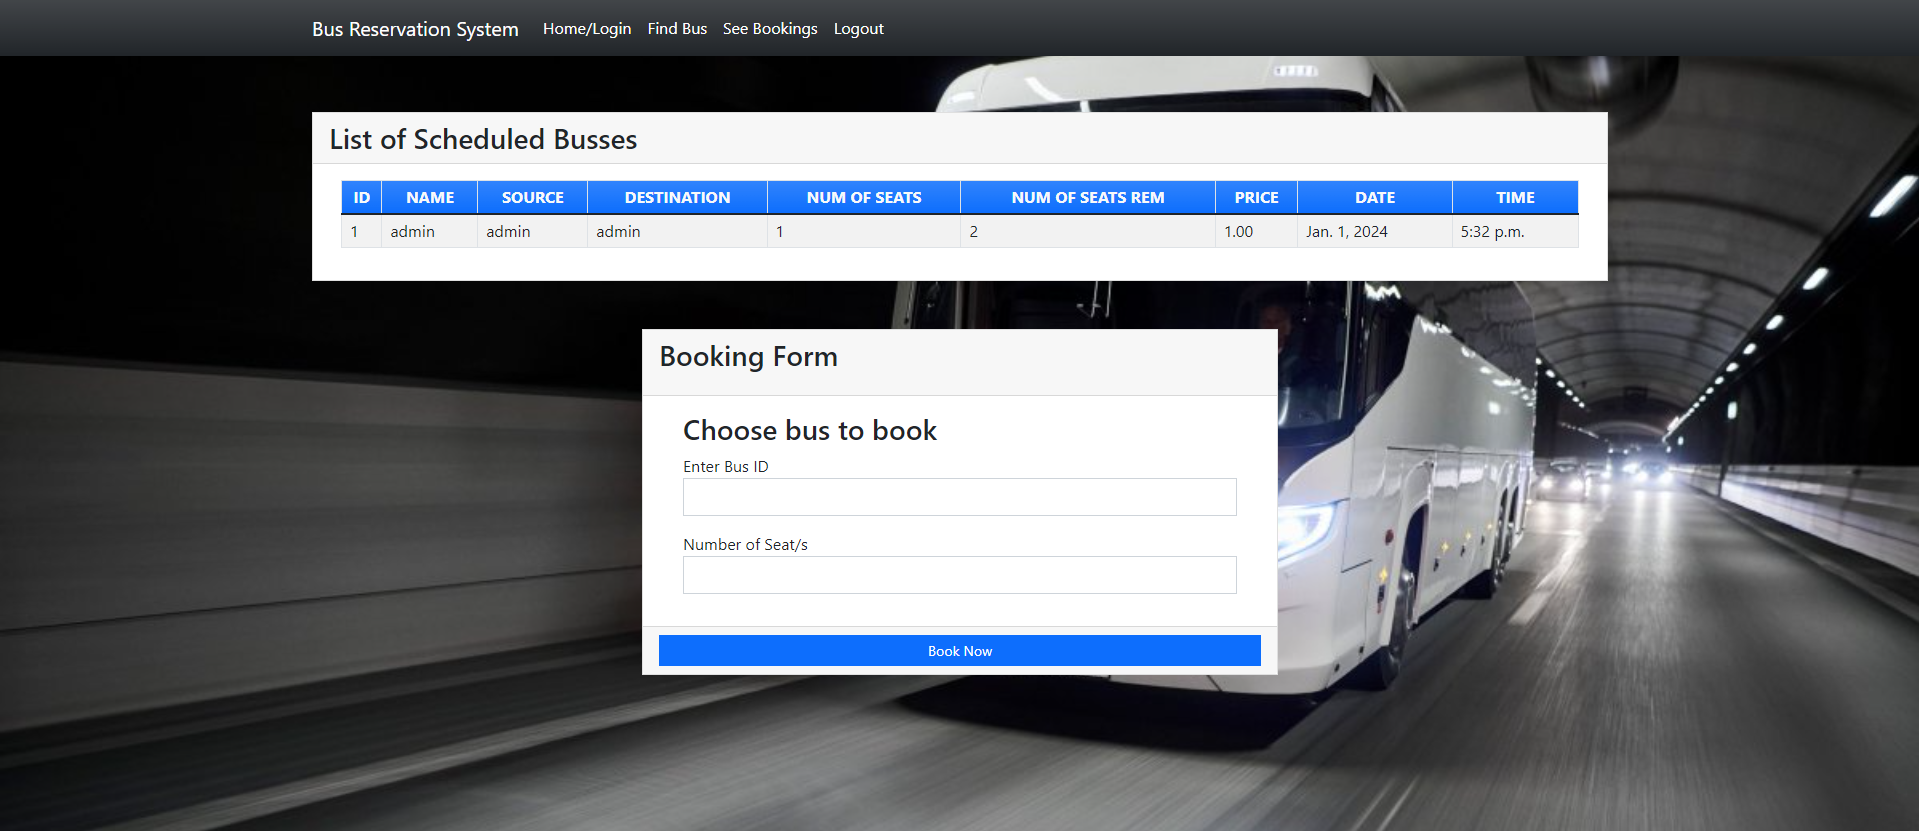 Bus Reservation System Home/Login Find Bus See Bookings Logout
List of Scheduled Busses
ID NAME SOURCE DESTINATION NUM OF SEATS NUM OF SEATS REM PRICE DATE TIME
1 admin admin admin 1 2 1.00 Jan. 1, 2024 5:32 p.m.
Booking Form
Choose bus to book
Enter Bus ID
Number of Seat/s
Book Now